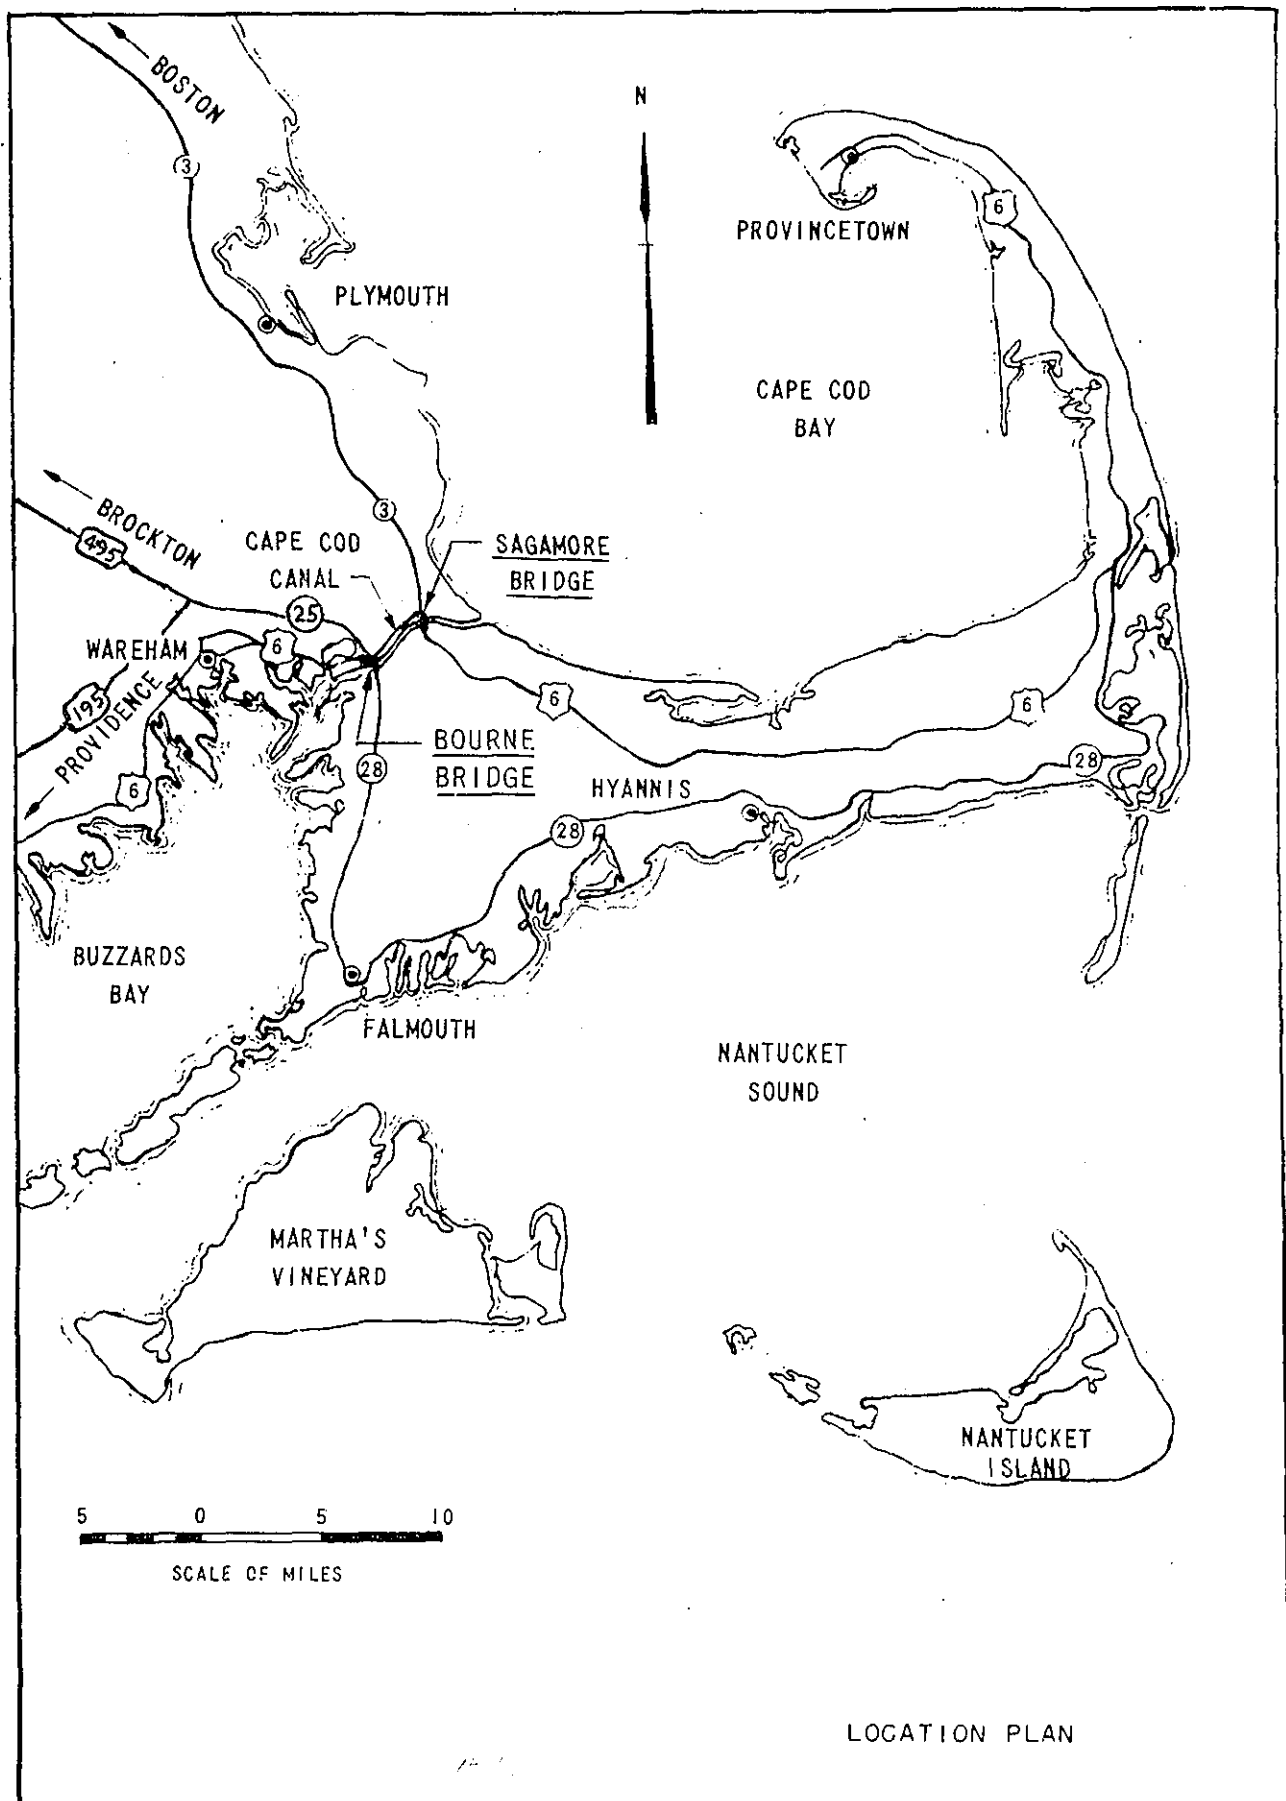 BOSTON
N
3
6
PROVINCETOWN
PLYMOUTH
CAPE COD
BAY
BROCKTON
495
3
CAPE COD
CANAL
SAGAMORE
BRIDGE
25
WAREHAM
6
195
PROVIDENCE
6
6
6
BOURNE
BRIDGE
28
28
HYANNIS
28
BUZZARDS
BAY
FALMOUTH
NANTUCKET
SOUND
MARTHA'S
VINEYARD
NANTUCKET
ISLAND
5 0 5 10
SCALE OF MILES
LOCATION PLAN